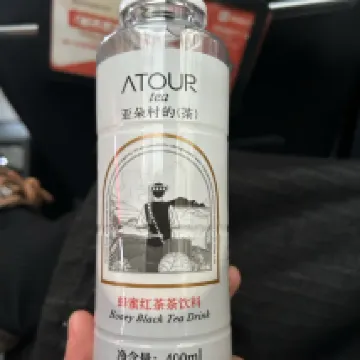 ATOUR
tea
亚朵村的(茶)
蜂蜜红茶茶饮料
Honey Black Tea Drink
净含量: 400ml